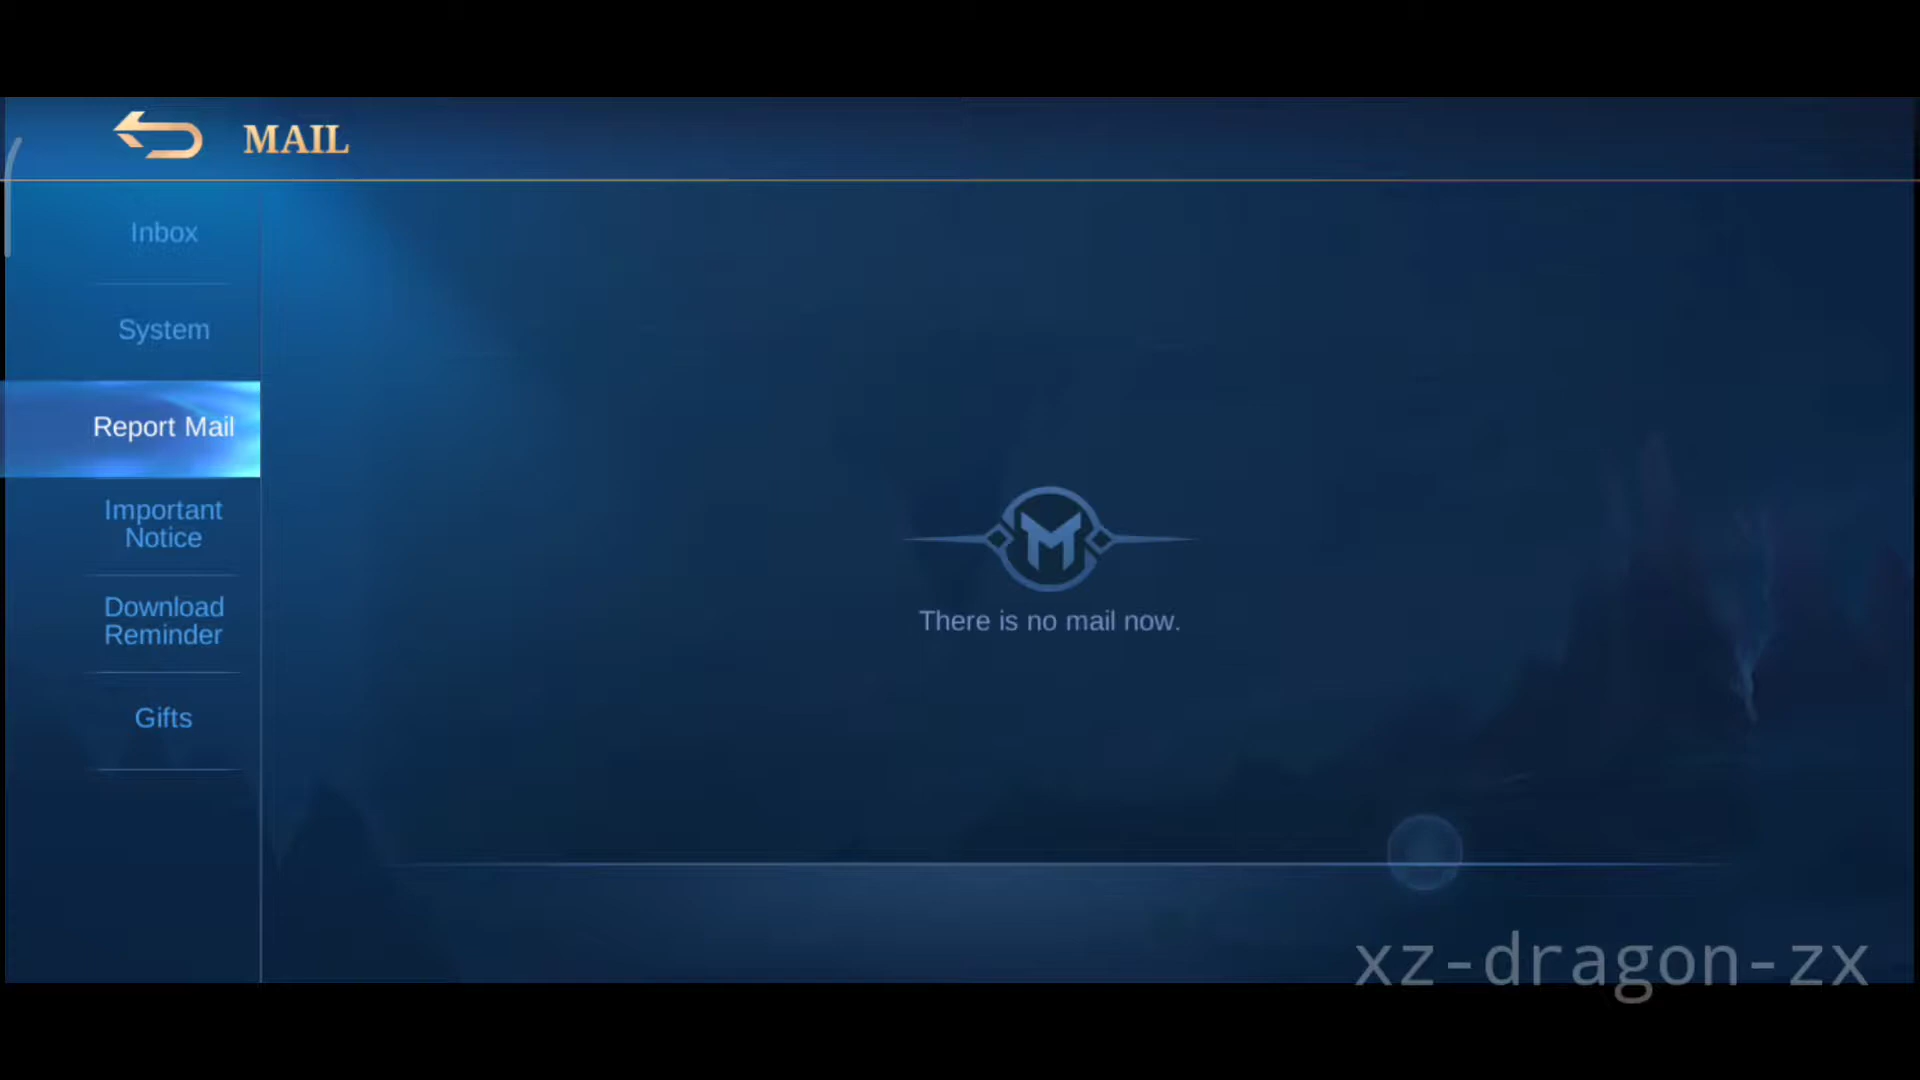 MAIL
Inbox
System
Report Mail
Important
Notice
Download
Reminder
Gifts
There is no mail now.
xz-dragon-zx